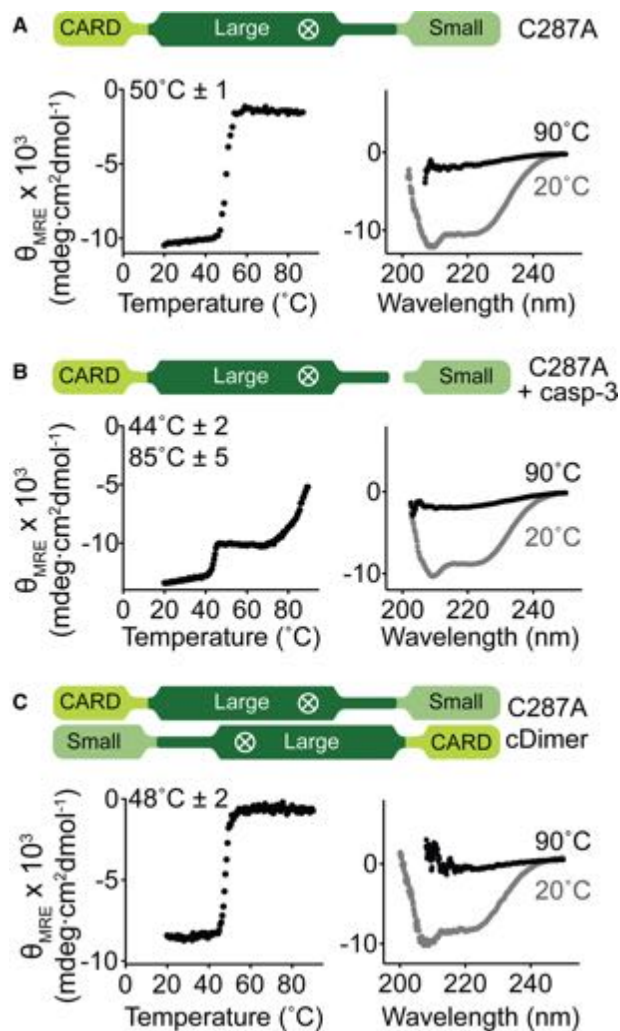 A
CARD Large Small C287A
50˚C ± 1
0
-5
-10
θMRE x 10³
(mdeg·cm²dmol⁻¹)
0 20 40 60 80
Temperature (˚C)
0
-10
90˚C
20˚C
200 220 240
Wavelength (nm)
B
CARD Large Small C287A
+ casp-3
44˚C ± 2
85˚C ± 5
0
-5
-10
θMRE x 10³
(mdeg·cm²dmol⁻¹)
0 20 40 60 80
Temperature (˚C)
0
-10
90˚C
20˚C
200 220 240
Wavelength (nm)
C
CARD Large Small C287A
Small Large CARD cDimer
48˚C ± 2
0
-5
-10
θMRE x 10³
(mdeg·cm²dmol⁻¹)
0 20 40 60 80
Temperature (˚C)
0
-10
90˚C
20˚C
200 220 240
Wavelength (nm)